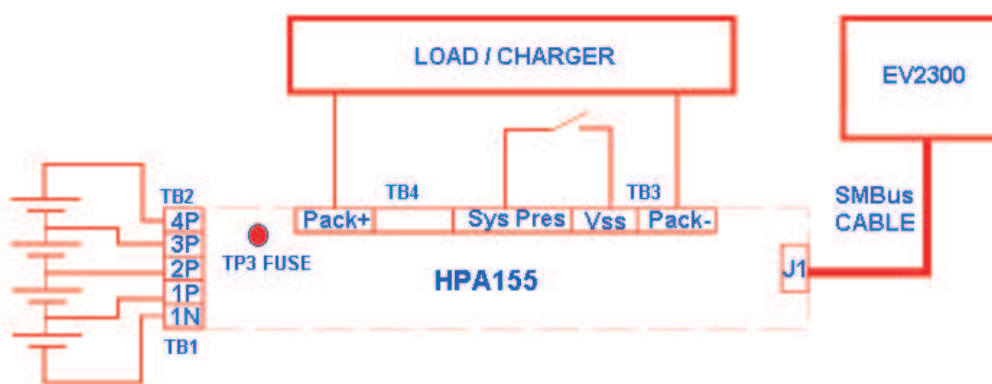 LOAD / CHARGER
EV2300
TB2
TB4
TB3
4P
3P
2P
1P
1N
TB1
Pack+
Sys Pres
Vss
Pack-
TP3 FUSE
HPA155
J1
SMBus
CABLE